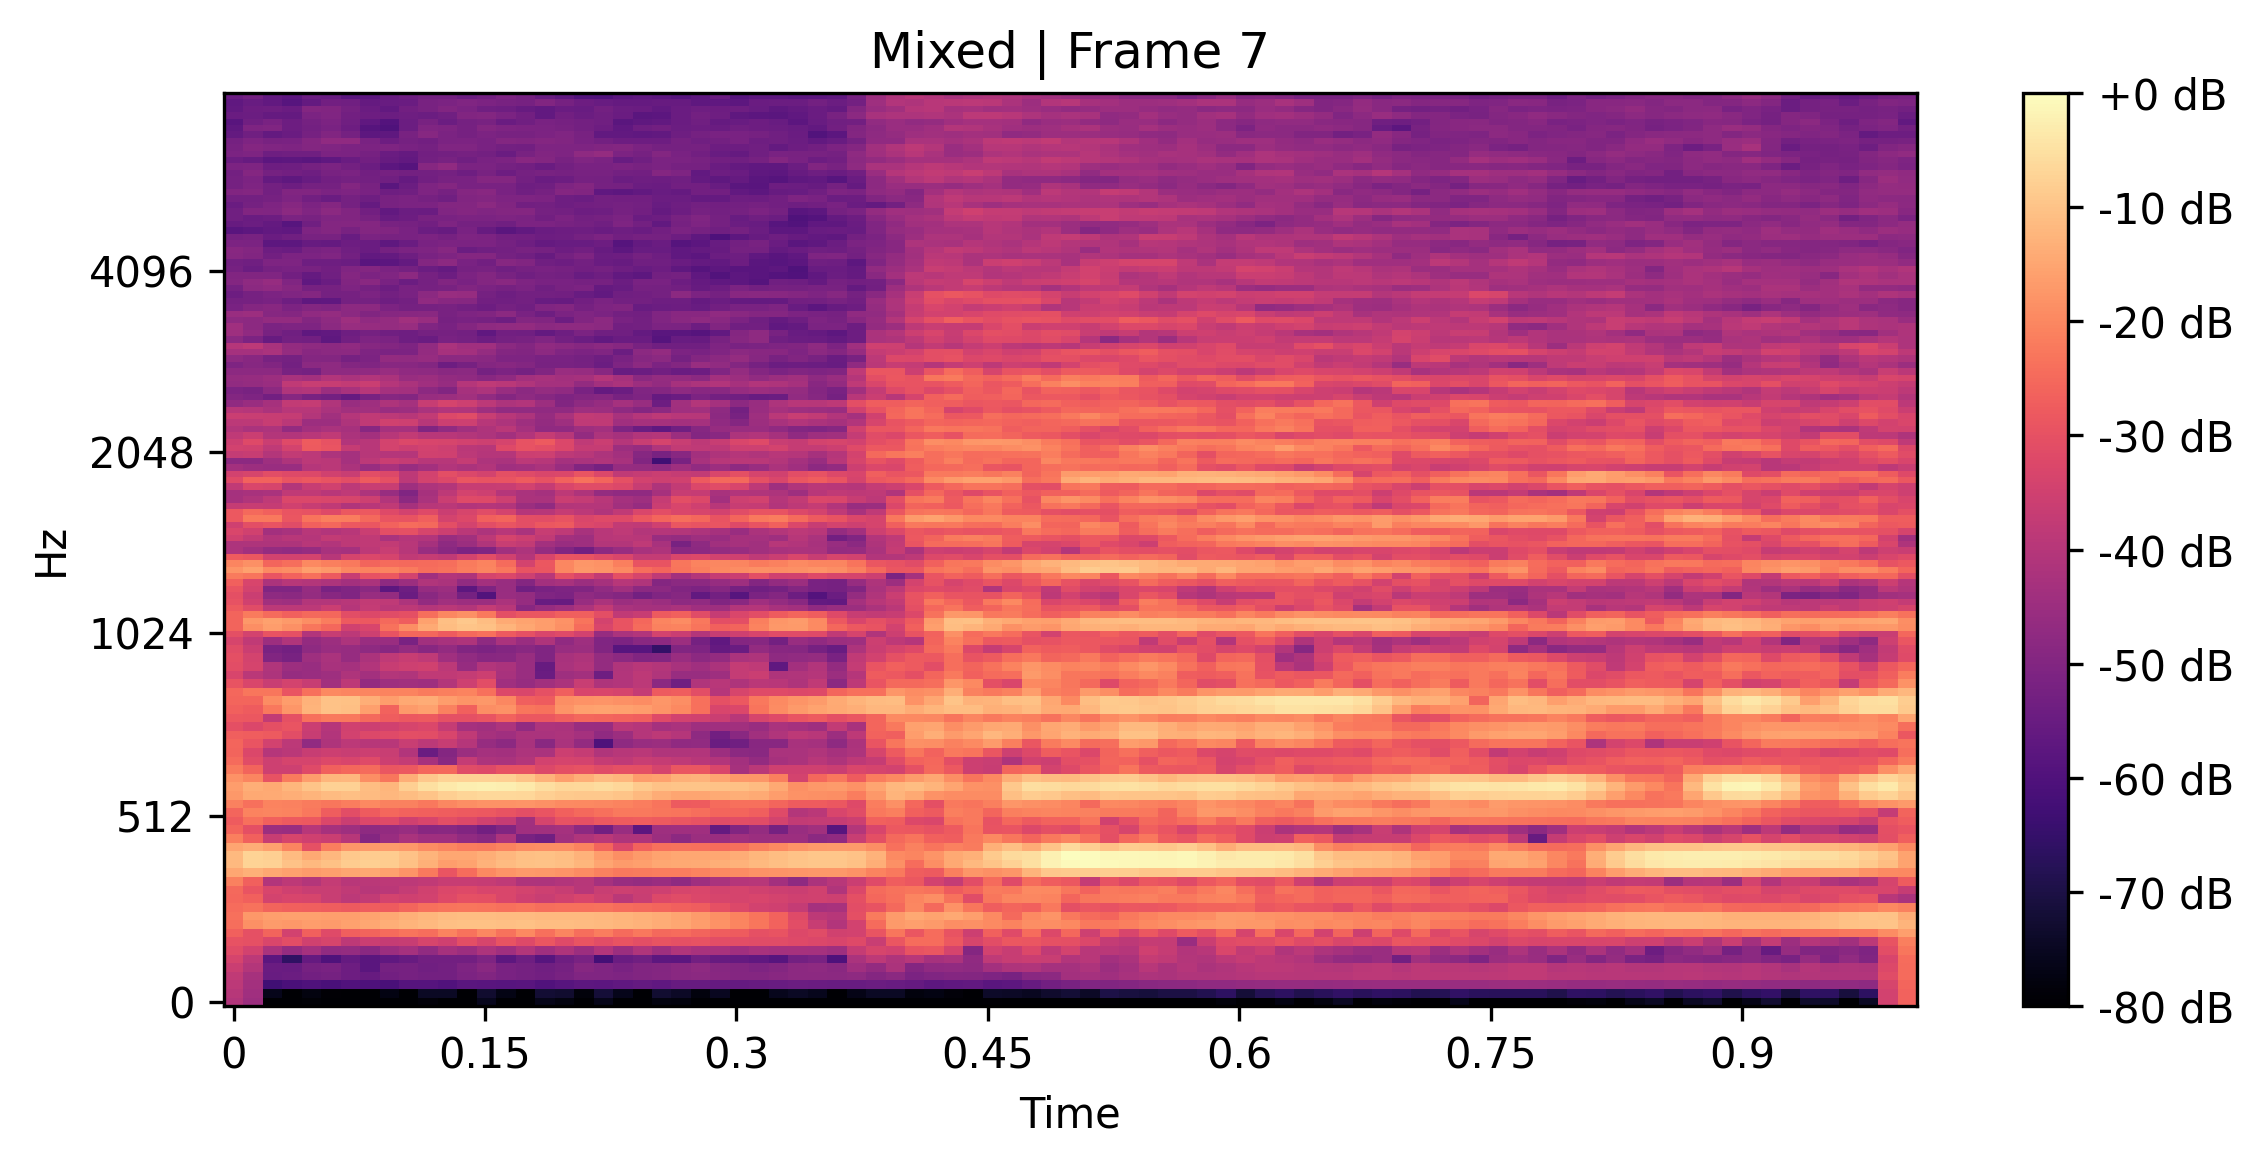 Mixed | Frame 7
+0 dB
-10 dB
-20 dB
-30 dB
-40 dB
-50 dB
-60 dB
-70 dB
-80 dB
Hz
4096
2048
1024
512
0
0 0.15 0.3 0.45 0.6 0.75 0.9
Time